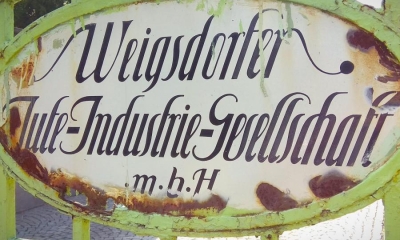 Weigsdorfer
Jute-Industrie-Gesellschaft
m.b.H